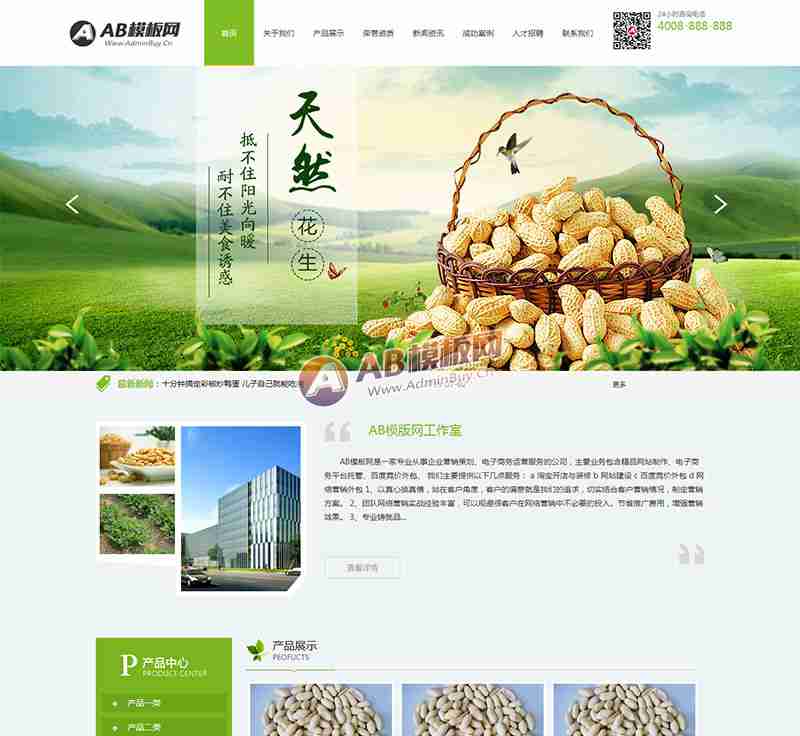 AB模板网
Www.AdminBuy.Cn
首页 关于我们 产品展示 荣誉资质 新闻资讯 成功案例 人才招聘 联系我们
24小时咨询电话
4008-888-888
天然
花生
抵不住阳光向暖
耐不住美食诱惑
AB模板网
Www.AdminBuy.Cn
最新新闻：十分钟搞定彩椒炒鸭蛋 儿子自己就能吃光
更多
AB模版网工作室
AB模板网是一家专业从事企业营销策划、电子商务运营服务的公司，主要业务包含精品网站制作、电子商
务平台托管、百度竞价外包。 我们主要提供以下几点服务： a 淘宝开店与装修 b 网站建设 c 百度竞价外包 d 网
络营销外包 1、以真心换真情，站在客户角度，客户的满意就是我们的追求，切实结合客户营销情况，制定营销
方案。 2、团队网络营销实战经验丰富，可以规避很客户在网络营销中不必要的投入。节省推广费用，增强营销
效果。 3、专业铸就品...
查看详情
P 产品中心
PRODUCT CENTER
产品一类
产品二类
产品展示
PEOFUCTS